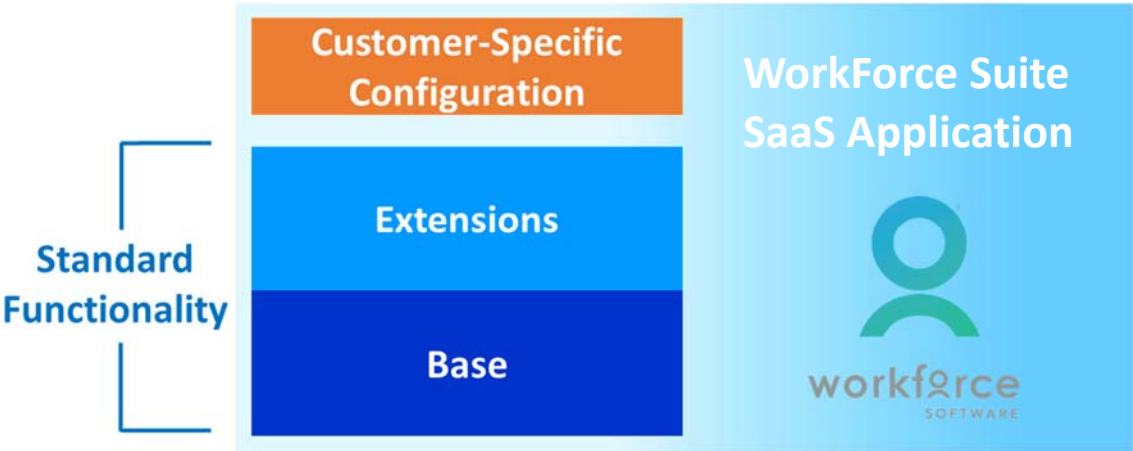 Customer-Specific
Configuration
WorkForce Suite
SaaS Application
Extensions
Standard
Functionality
Base
workforce
SOFTWARE